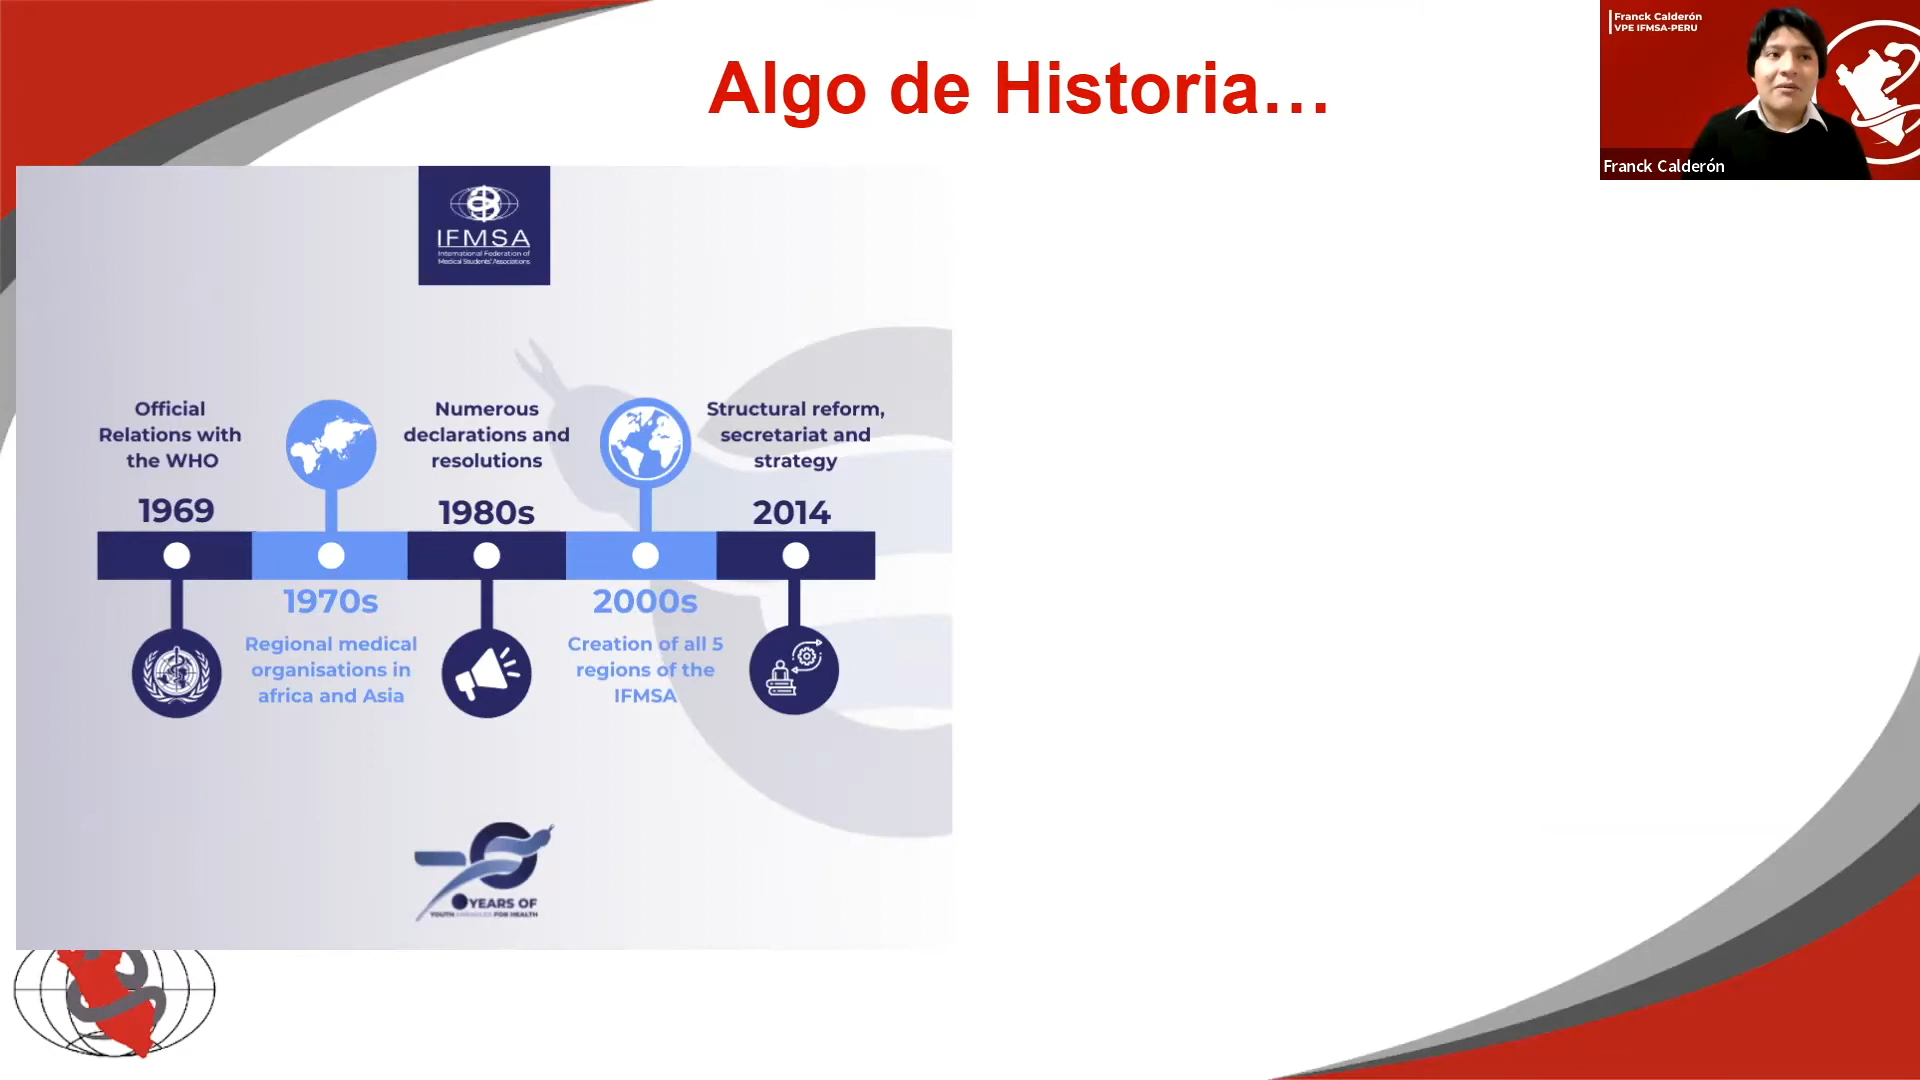 Algo de Historia...
Franck Calderón
VPE IFMSA-PERU
Franck Calderón
IFMSA
International Federation of
Medical Students' Associations
Official
Relations with
the WHO
1969
1970s
Regional medical
organisations in
africa and Asia
Numerous
declarations and
resolutions
1980s
2000s
Creation of all 5
regions of the
IFMSA
Structural reform,
secretariat and
strategy
2014
70
YEARS OF
YOUTH FOR HEALTH